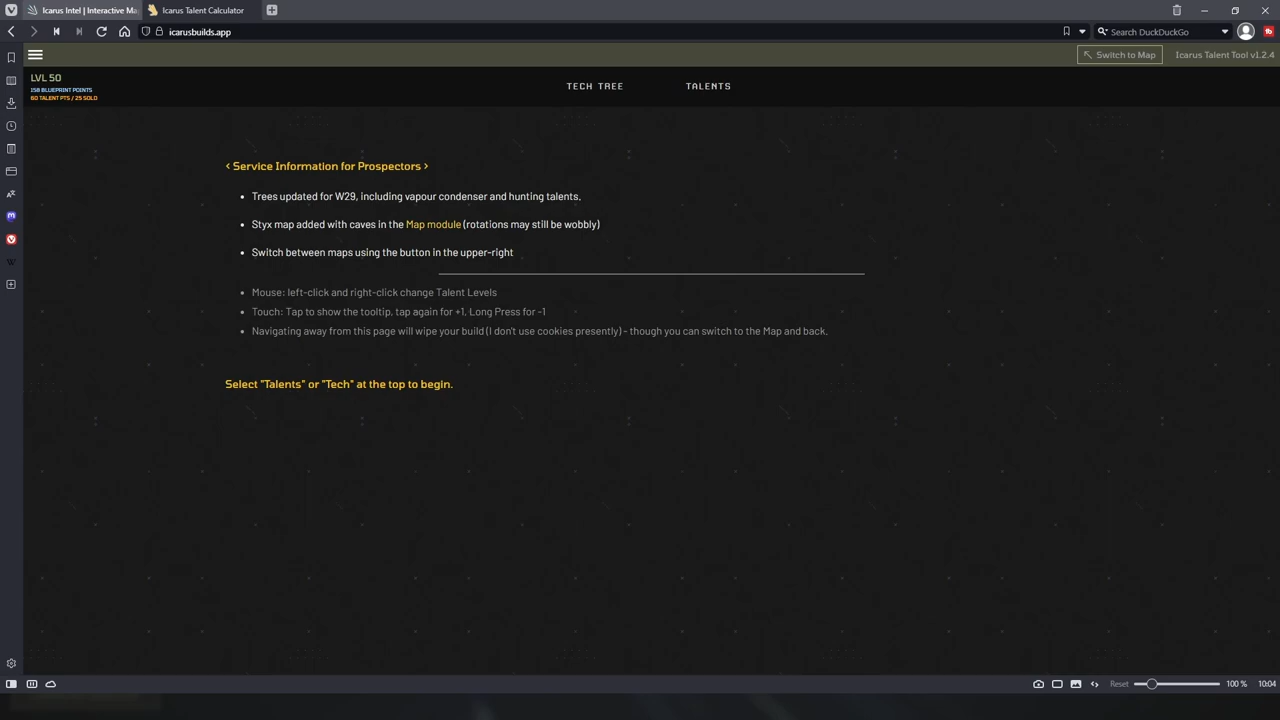 Icarus Intel | Interactive Ma
Icarus Talent Calculator
icarusbuilds.app
Search DuckDuckGo
Switch to Map
Icarus Talent Tool v1.2.4
LVL 50
158 BLUEPRINT POINTS
60 TALENT PTS / 25 SOLO
TECH TREE
TALENTS
< Service Information for Prospectors >
• Trees updated for W29, including vapour condenser and hunting talents.
• Styx map added with caves in the Map module (rotations may still be wobbly)
• Switch between maps using the button in the upper-right
• Mouse: left-click and right-click change Talent Levels
• Touch: Tap to show the tooltip, tap again for +1, Long Press for -1
• Navigating away from this page will wipe your build (I don't use cookies presently) - though you can switch to the Map and back.
Select "Talents" or "Tech" at the top to begin.
Reset
100 %
10:04